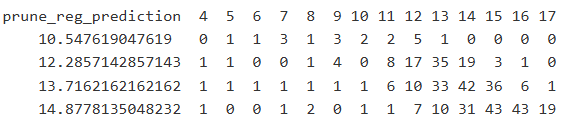 prune_reg_prediction 4 5 6 7 8 9 10 11 12 13 14 15 16 17
10.547619047619 0 1 1 3 1 3 2 2 5 1 0 0 0 0
12.2857142857143 1 1 0 0 1 4 0 8 17 35 19 3 1 0
13.7162162162162 1 1 1 1 1 1 1 6 10 33 42 36 6 1
14.8778135048232 1 0 0 1 2 0 1 1 7 10 31 43 43 19